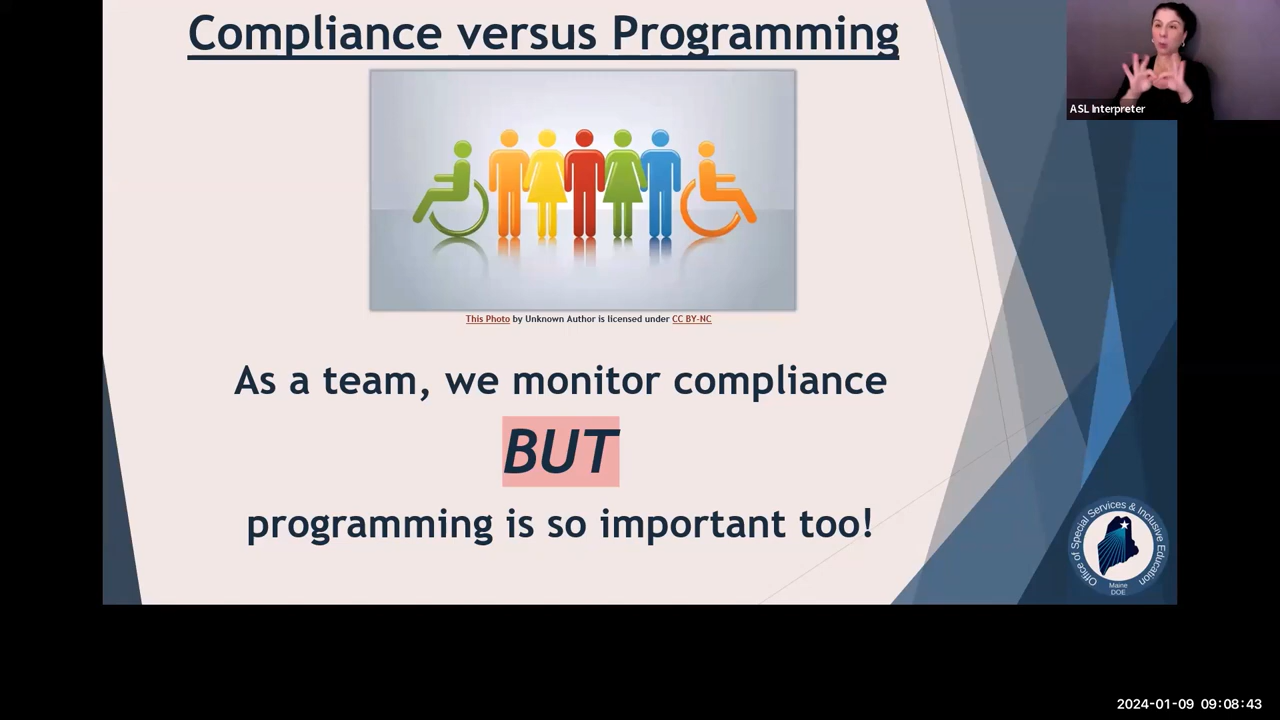 Compliance versus Programming
ASL Interpreter
This Photo by Unknown Author is licensed under CC BY-NC
As a team, we monitor compliance
BUT
programming is so important too!
Office of Special Services & Inclusive Education
Maine
DOE
2024-01-09 09:08:43